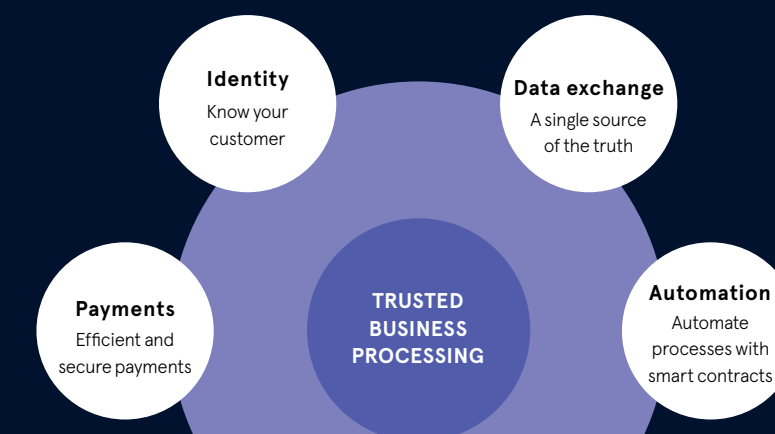 Identity
Know your
customer
Data exchange
A single source
of the truth
Payments
Efficient and
secure payments
TRUSTED
BUSINESS
PROCESSING
Automation
Automate
processes with
smart contracts